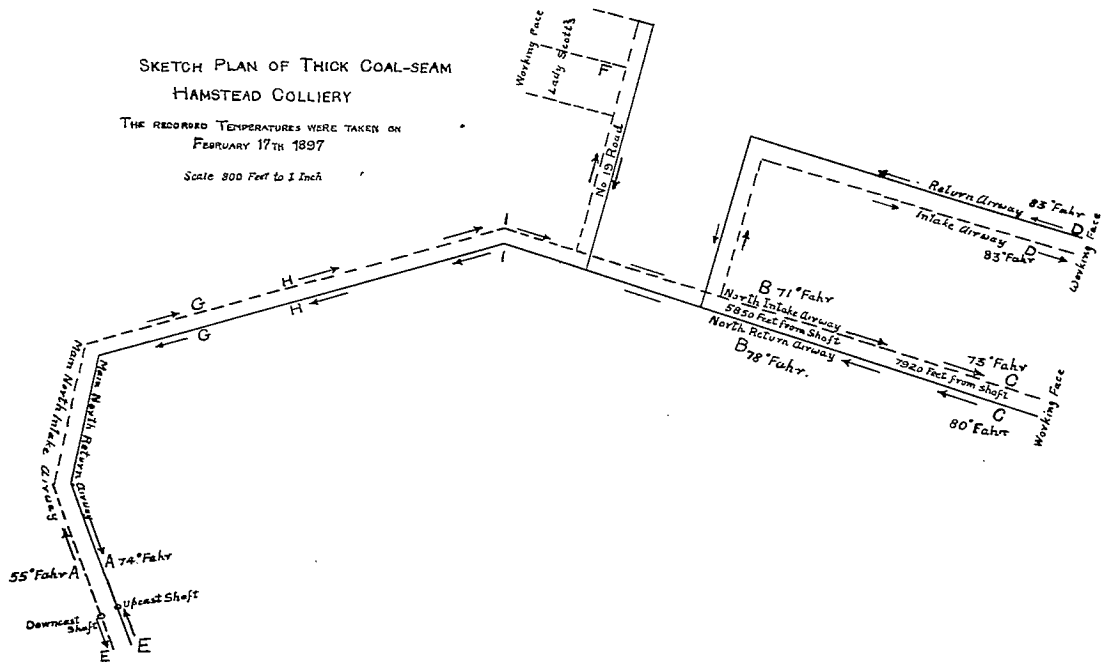 SKETCH PLAN OF THICK COAL-SEAM
HAMSTEAD COLLIERY
THE RECORDED TEMPERATURES WERE TAKEN ON
FEBRUARY 17TH 1897
Scale 800 Feet to 1 Inch
Working Face
Lady Scott's
F
No 19 Road
Return Airway
83°Fahr
D
Intake Airway
D
83°Fahr
Working Face
I
I
H
H
G
G
B 71°Fahr
North Intake Airway
5850 Feet from Shaft
North Return Airway
B 78°Fahr.
73°Fahr
C
7920 Feet from Shaft
C
80°Fahr
Working Face
Main North Intake Airway
Main North Return Airway
A 74°Fahr
55°Fahr A
Upcast Shaft
Downcast
Shaft
E
E